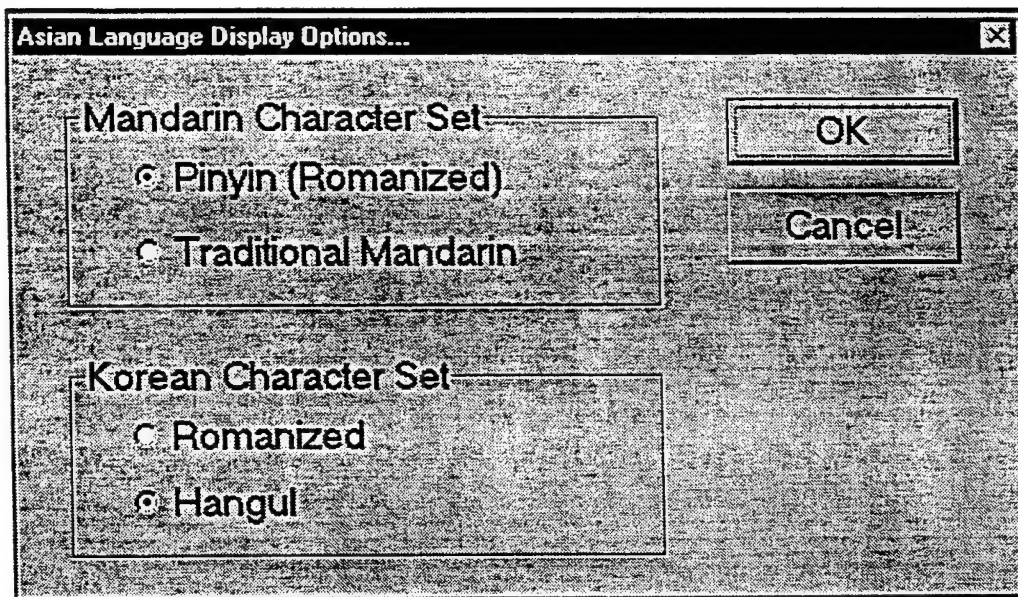 Asian Language Display Options...
Mandarin Character Set
Pinyin (Romanized)
Traditional Mandarin
Korean Character Set
Romanized
Hangul
OK
Cancel